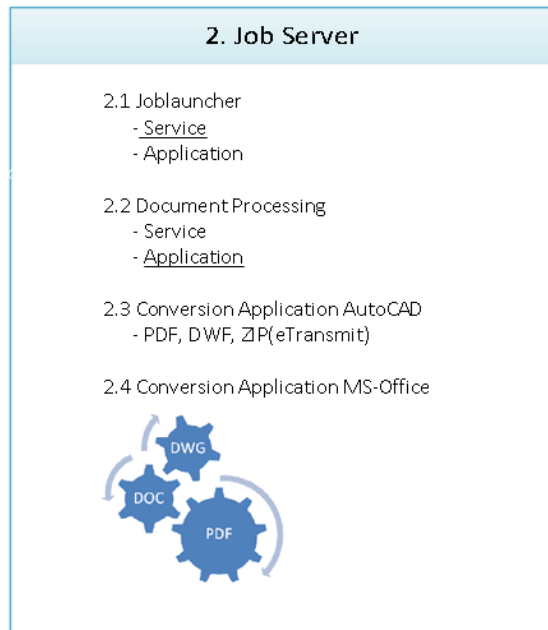 2. Job Server
2.1 Joblauncher
- Service
- Application
2.2 Document Processing
- Service
- Application
2.3 Conversion Application AutoCAD
- PDF, DWF, ZIP(eTransmit)
2.4 Conversion Application MS-Office
DWG
DOC
PDF